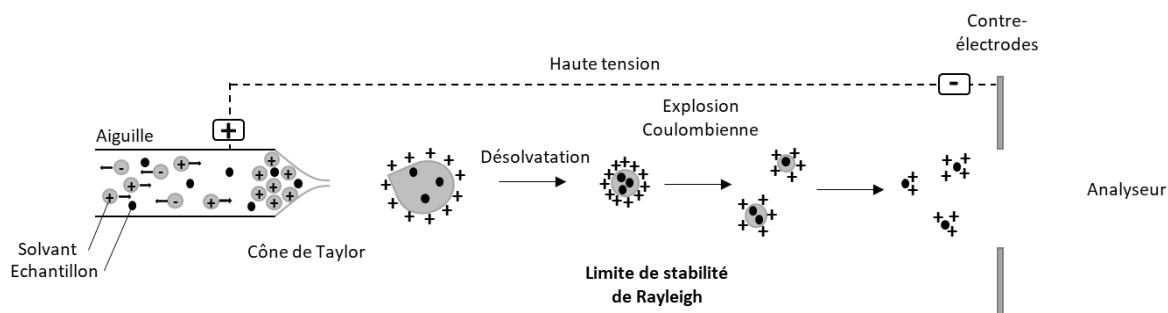 Contre-
électrodes
Haute tension
-
Explosion
Coulombienne
Aiguille
+
Désolvatation
Analyseur
Solvant
Echantillon
Cône de Taylor
Limite de stabilité
de Rayleigh